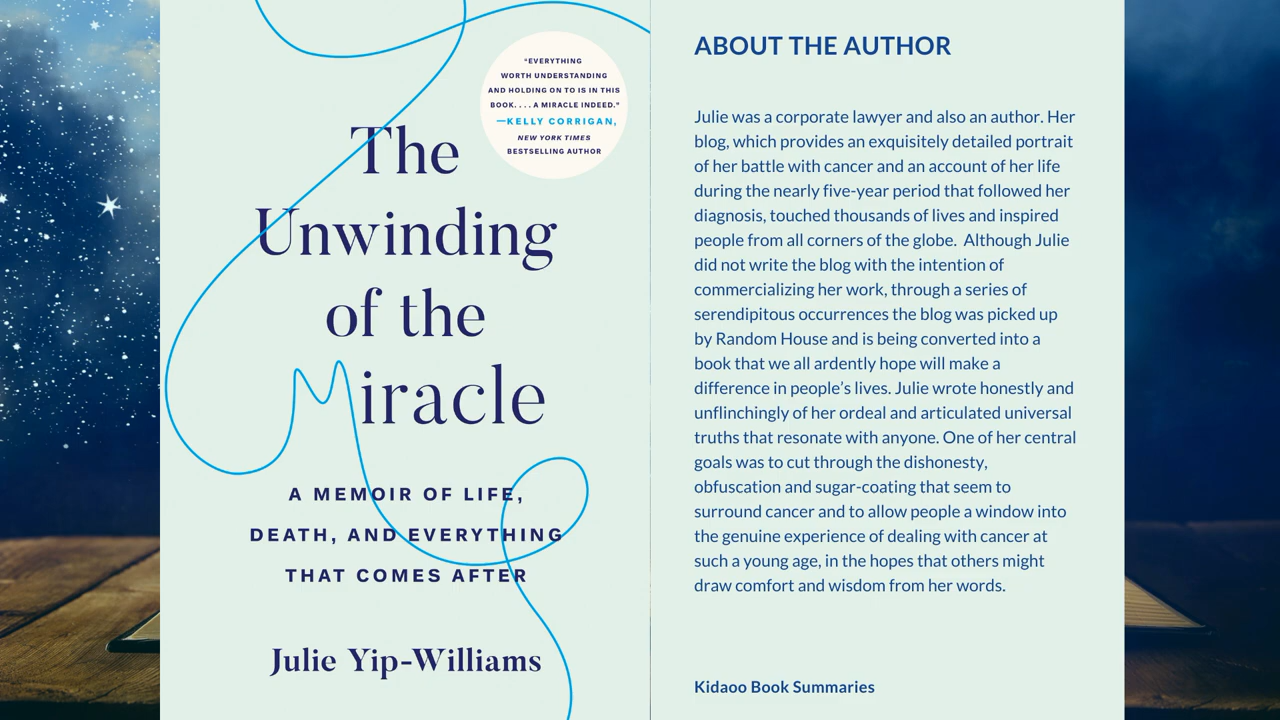 "EVERYTHING
WORTH UNDERSTANDING
AND HOLDING ON TO IS IN THIS
BOOK. . . . A MIRACLE INDEED."
—KELLY CORRIGAN,
NEW YORK TIMES
BESTSELLING AUTHOR
The
Unwinding
of the
Miracle
A MEMOIR OF LIFE,
DEATH, AND EVERYTHING
THAT COMES AFTER
Julie Yip-Williams
ABOUT THE AUTHOR
Julie was a corporate lawyer and also an author. Her
blog, which provides an exquisitely detailed portrait
of her battle with cancer and an account of her life
during the nearly five-year period that followed her
diagnosis, touched thousands of lives and inspired
people from all corners of the globe.  Although Julie
did not write the blog with the intention of
commercializing her work, through a series of
serendipitous occurrences the blog was picked up
by Random House and is being converted into a
book that we all ardently hope will make a
difference in people's lives. Julie wrote honestly and
unflinchingly of her ordeal and articulated universal
truths that resonate with anyone. One of her central
goals was to cut through the dishonesty,
obfuscation and sugar-coating that seem to
surround cancer and to allow people a window into
the genuine experience of dealing with cancer at
such a young age, in the hopes that others might
draw comfort and wisdom from her words.
Kidaoo Book Summaries